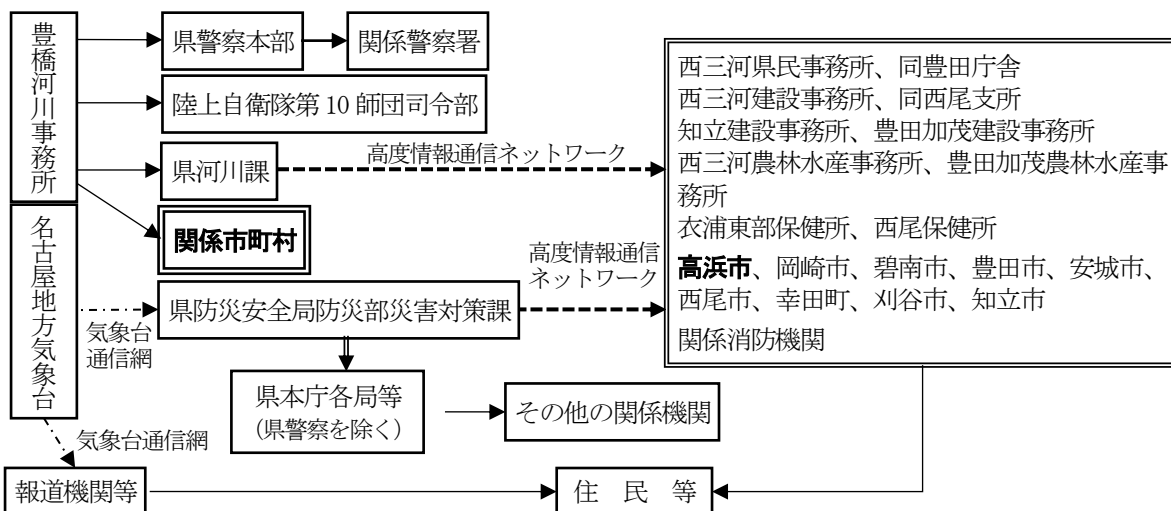 豊橋河川事務所
名古屋地方気象台
県警察本部
関係警察署
陸上自衛隊第10師団司令部
県河川課
高度情報通信ネットワーク
関係市町村
高度情報通信
ネットワーク
県防災安全局防災部災害対策課
気象台
通信網
県本庁各局等
(県警察を除く)
その他の関係機関
気象台通信網
報道機関等
住 民 等
西三河県民事務所、同豊田庁舎
西三河建設事務所、同西尾支所
知立建設事務所、豊田加茂建設事務所
西三河農林水産事務所、豊田加茂農林水産事
務所
衣浦東部保健所、西尾保健所
高浜市、岡崎市、碧南市、豊田市、安城市、
西尾市、幸田町、刈谷市、知立市
関係消防機関